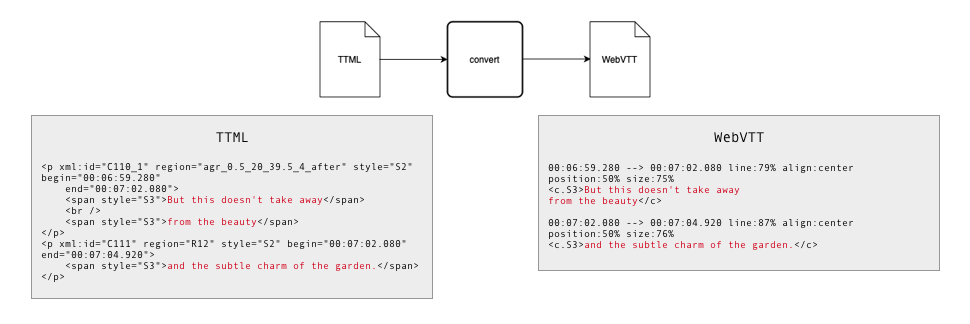 TTML
convert
WebVTT
TTML
<p xml:id="C110_1" region="agr_0.5_20_39.5_4_after" style="S2"
begin="00:06:59.280"
    end="00:07:02.080">
    <span style="S3">But this doesn't take away</span>
    <br />
    <span style="S3">from the beauty</span>
</p>
<p xml:id="C111" region="R12" style="S2" begin="00:07:02.080"
end="00:07:04.920">
    <span style="S3">and the subtle charm of the garden.</span>
</p>
WebVTT
00:06:59.280 --> 00:07:02.080 line:79% align:center
position:50% size:75%
<c.S3>But this doesn't take away
from the beauty</c>

00:07:02.080 --> 00:07:04.920 line:87% align:center
position:50% size:76%
<c.S3>and the subtle charm of the garden.</c>